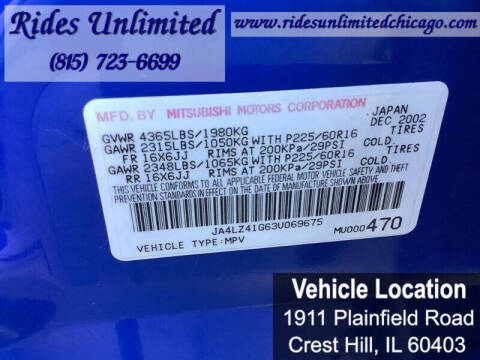 Rides Unlimited
(815) 723-6699
www.ridesunlimitedchicago.com
MFD. BY MITSUBISHI MOTORS CORPORATION JAPAN
GVWR 4365LBS/1980KG DEC 2002
GAWR 2315LBS/1050KG WITH P225/60R16 TIRES
FR 16X6JJ RIMS AT 200KPa/29PSI COLD
GAWR 2348LBS/1065KG WITH P225/60R16 TIRES
RR 16X6JJ RIMS AT 200KPa/29PSI COLD
THIS VEHICLE CONFORMS TO ALL APPLICABLE
FEDERAL MOTOR VEHICLE SAFETY AND THEFT
PREVENTION STANDARDS IN EFFECT ON THE
DATE OF MANUFACTURE SHOWN ABOVE.
JA4LZ41G63U069675
VEHICLE TYPE:MPV MU000470
Vehicle Location
1911 Plainfield Road
Crest Hill, IL 60403